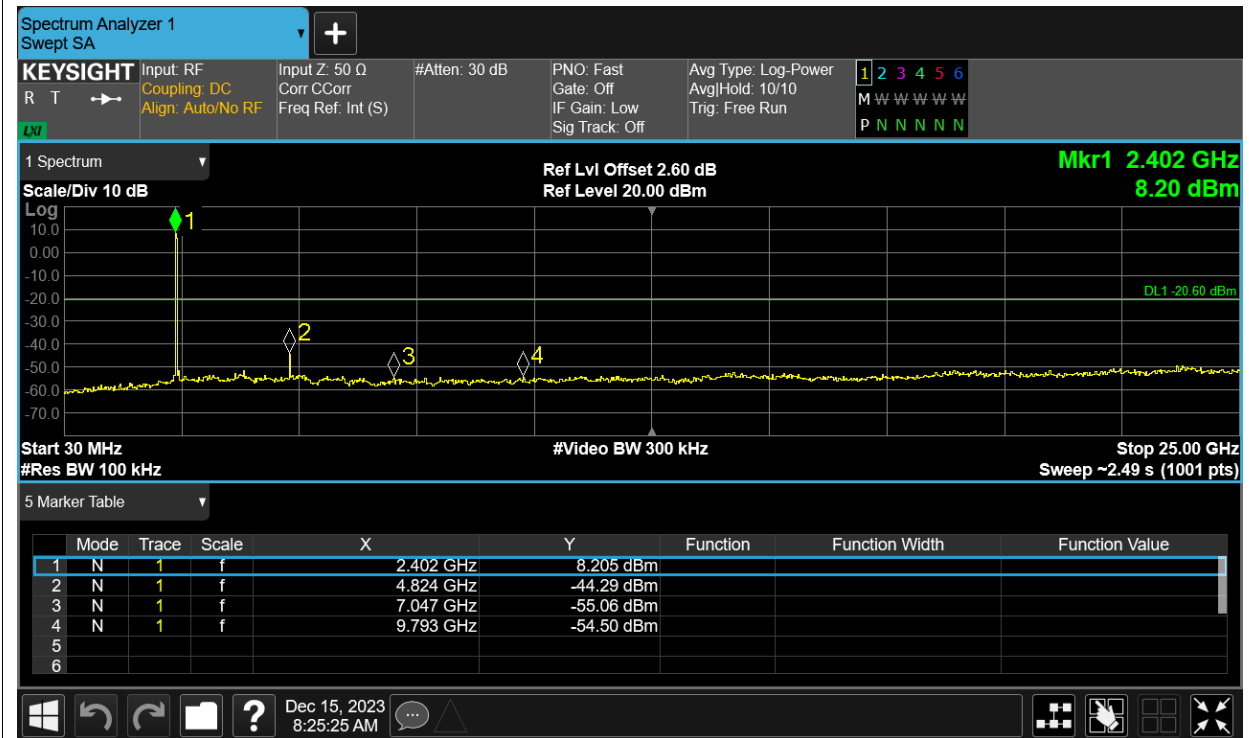 Spectrum Analyzer 1
Swept SA
KEYSIGHT
R T
LXI
Input: RF
Coupling: DC
Align: Auto/No RF
Input Z: 50 Ω
Corr CCorr
Freq Ref: Int (S)
#Atten: 30 dB
PNO: Fast
Gate: Off
IF Gain: Low
Sig Track: Off
Avg Type: Log-Power
Avg|Hold: 10/10
Trig: Free Run
1 2 3 4 5 6
M W W W W W
P N N N N N
1 Spectrum
Scale/Div 10 dB
Ref Lvl Offset 2.60 dB
Ref Level 20.00 dBm
Mkr1 2.402 GHz
8.20 dBm
Log
10.0
0.00
-10.0
-20.0
-30.0
-40.0
-50.0
-60.0
-70.0
1
2
3
4
DL1 -20.60 dBm
Start 30 MHz
#Res BW 100 kHz
#Video BW 300 kHz
Stop 25.00 GHz
Sweep ~2.49 s (1001 pts)
5 Marker Table
Mode Trace Scale X Y Function Function Width Function Value
1 N 1 f 2.402 GHz 8.205 dBm
2 N 1 f 4.824 GHz -44.29 dBm
3 N 1 f 7.047 GHz -55.06 dBm
4 N 1 f 9.793 GHz -54.50 dBm
5
6
?
Dec 15, 2023
8:25:25 AM